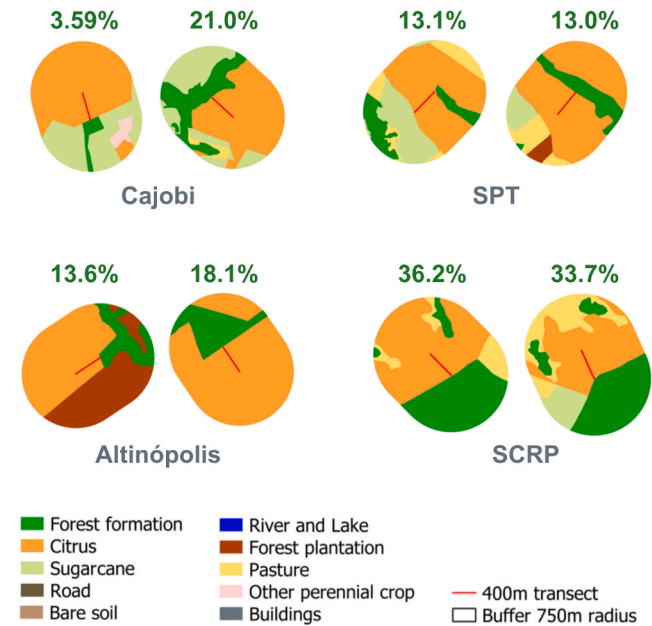 3.59% 21.0% 13.1% 13.0%
Cajobi SPT
13.6% 18.1% 36.2% 33.7%
Altinópolis SCRP
Forest formation
Citrus
Sugarcane
Road
Bare soil
River and Lake
Forest plantation
Pasture
Other perennial crop
Buildings
400m transect
Buffer 750m radius